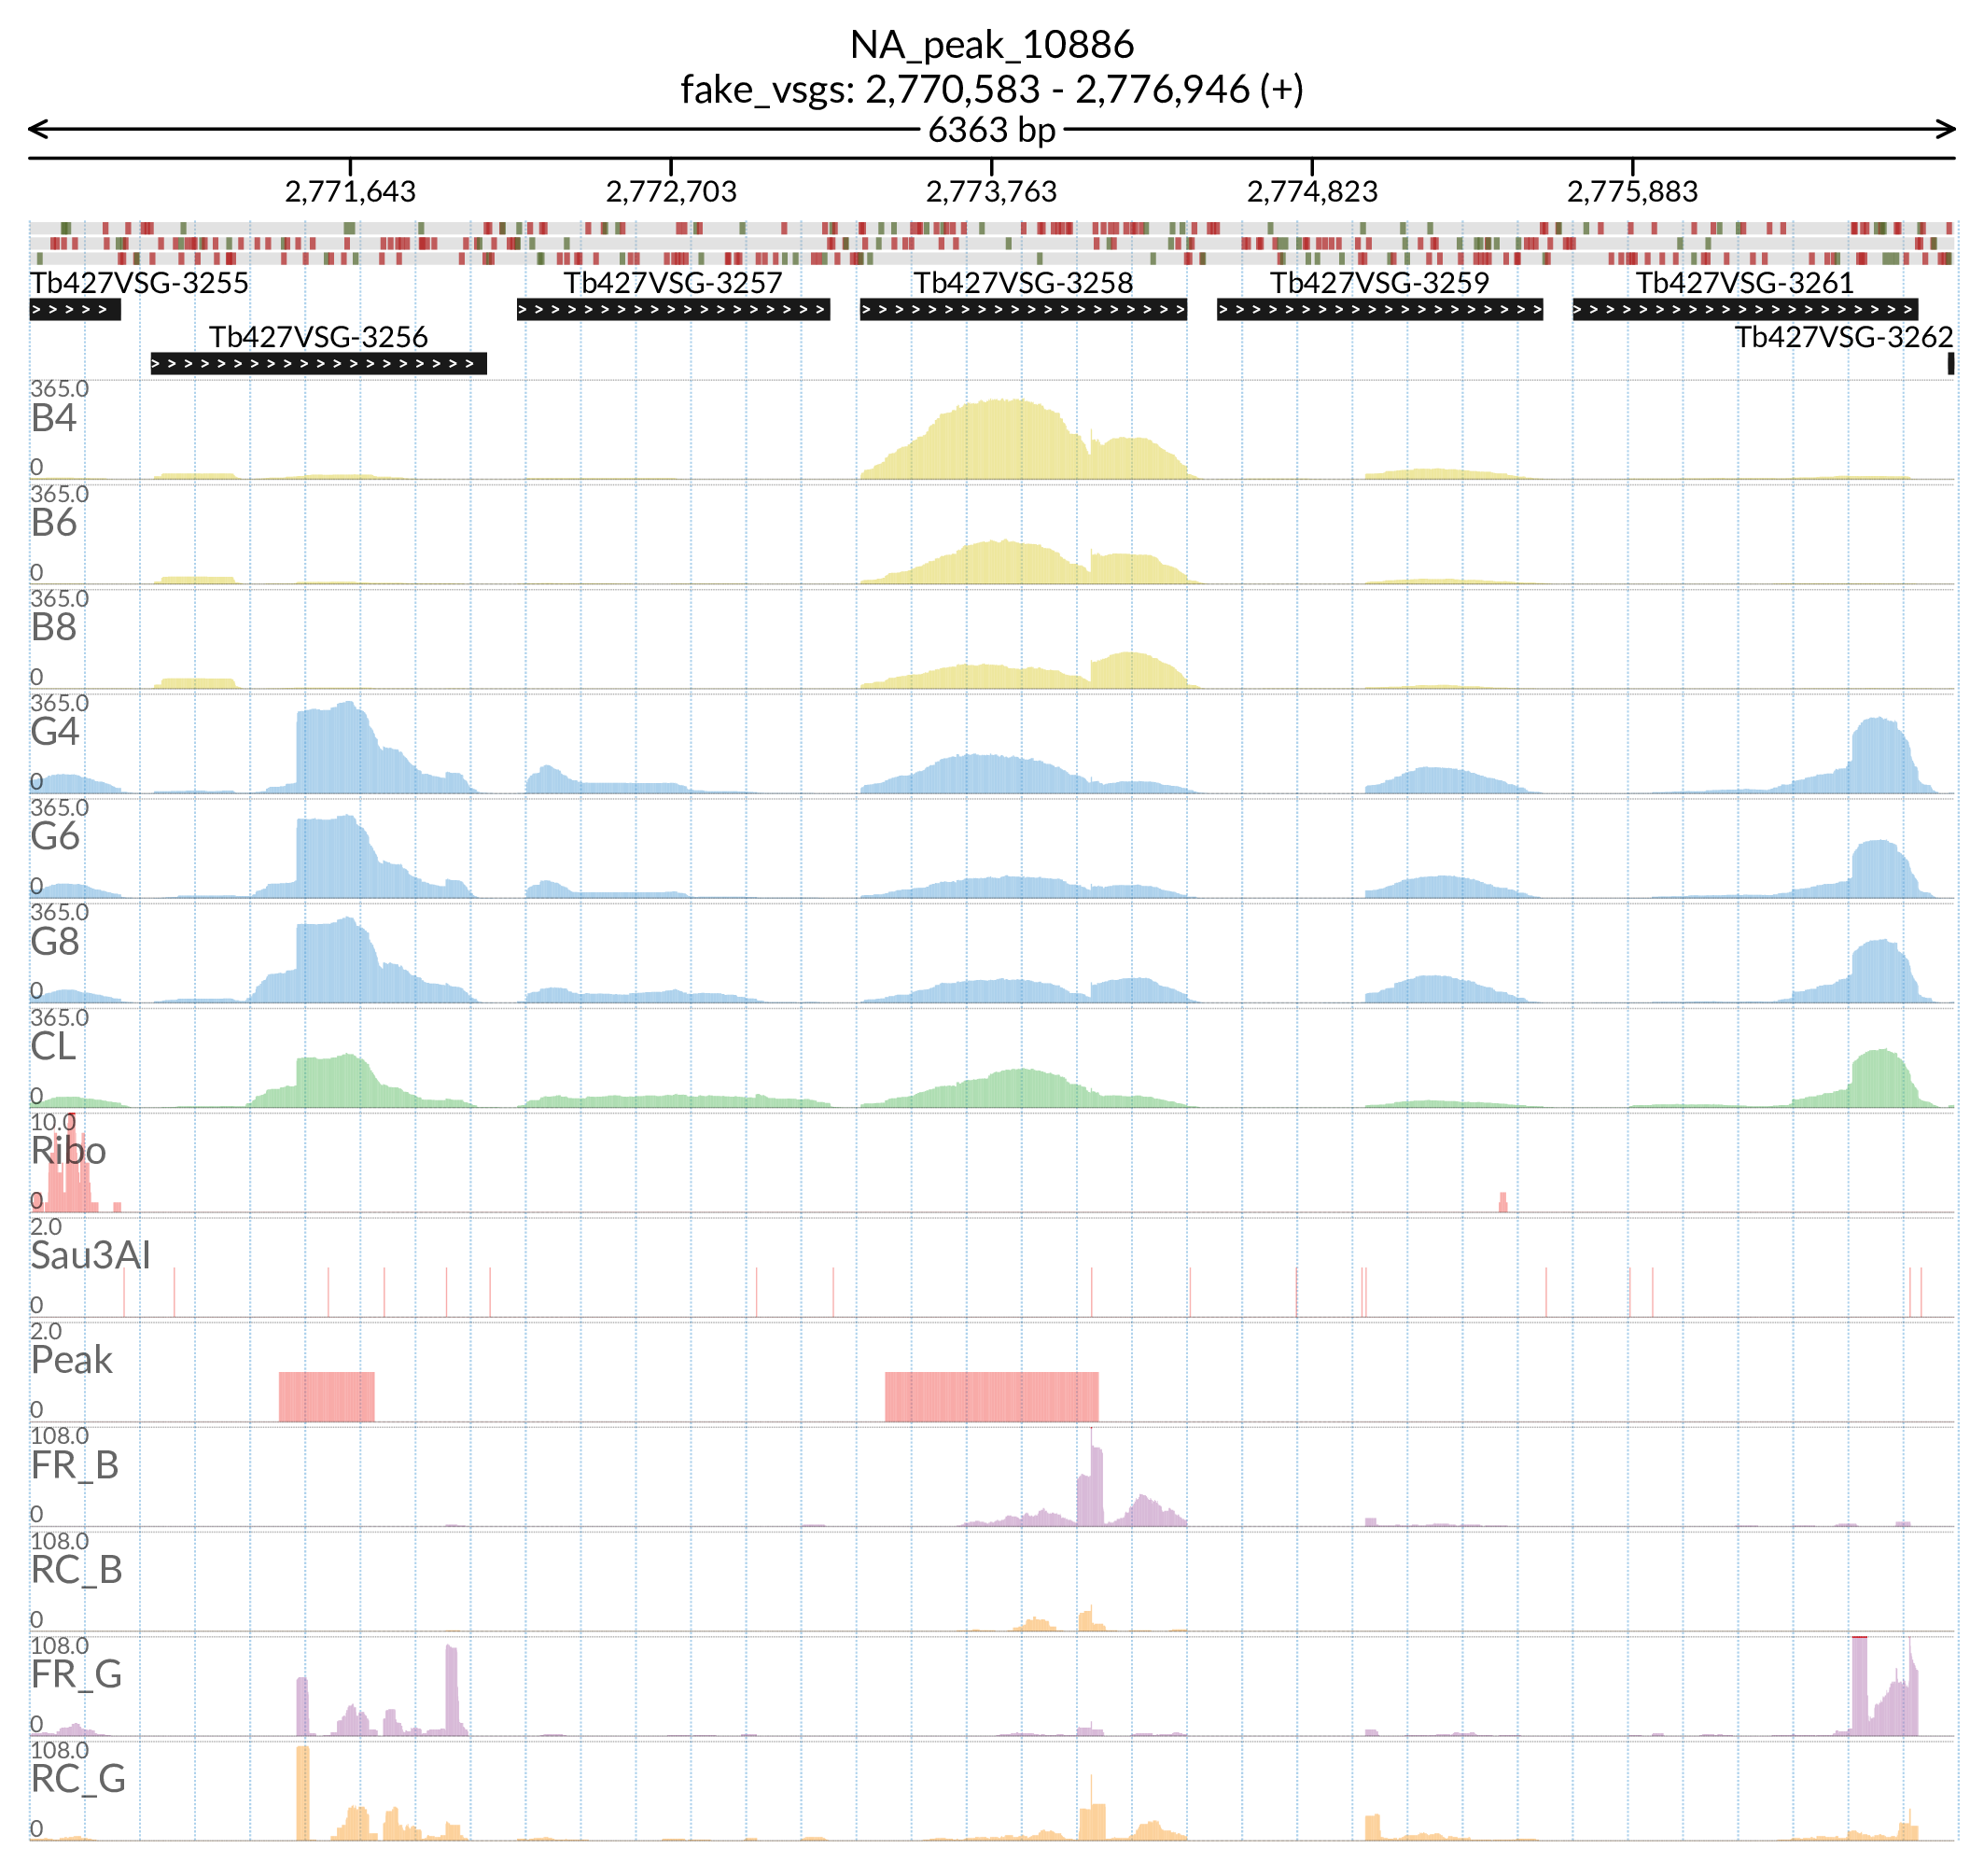 NA_peak_10886
fake_vsgs: 2,770,583 - 2,776,946 (+)
6363 bp
2,771,643 2,772,703 2,773,763 2,774,823 2,775,883
Tb427VSG-3255 Tb427VSG-3257 Tb427VSG-3258 Tb427VSG-3259 Tb427VSG-3261
Tb427VSG-3256 Tb427VSG-3262
365.0
B4
0
365.0
B6
0
365.0
B8
0
365.0
G4
0
365.0
G6
0
365.0
G8
0
365.0
CL
0
10.0
Ribo
0
2.0
Sau3AI
0
2.0
Peak
0
108.0
FR_B
0
108.0
RC_B
0
108.0
FR_G
0
108.0
RC_G
0